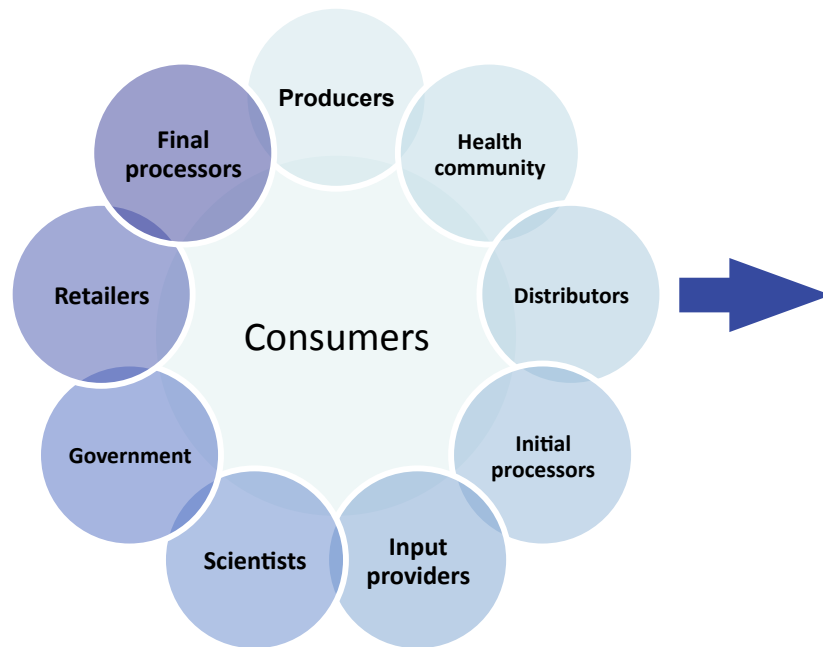 Producers
Health
community
Distributors
Initial
processors
Input
providers
Scientists
Government
Retailers
Final
processors
Consumers